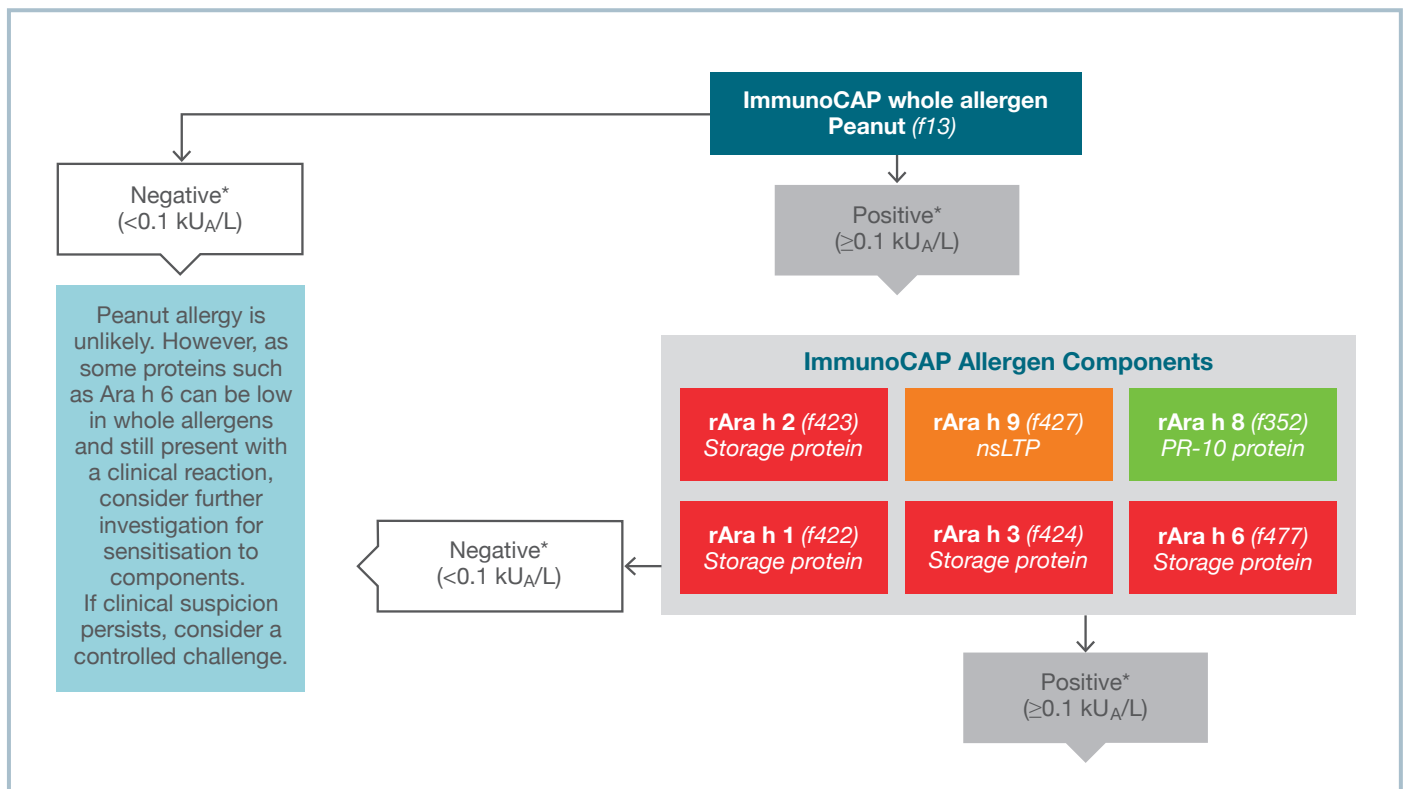 ImmunoCAP whole allergen
Peanut (f13)
Negative*
(<0.1 kUA/L)
Positive*
(≥0.1 kUA/L)
Peanut allergy is
unlikely. However, as
some proteins such
as Ara h 6 can be low
in whole allergens
and still present with
a clinical reaction,
consider further
investigation for
sensitisation to
components.
If clinical suspicion
persists, consider a
controlled challenge.
ImmunoCAP Allergen Components
rAra h 2 (f423)
Storage protein
rAra h 9 (f427)
nsLTP
rAra h 8 (f352)
PR-10 protein
rAra h 1 (f422)
Storage protein
rAra h 3 (f424)
Storage protein
rAra h 6 (f477)
Storage protein
Negative*
(<0.1 kUA/L)
Positive*
(≥0.1 kUA/L)